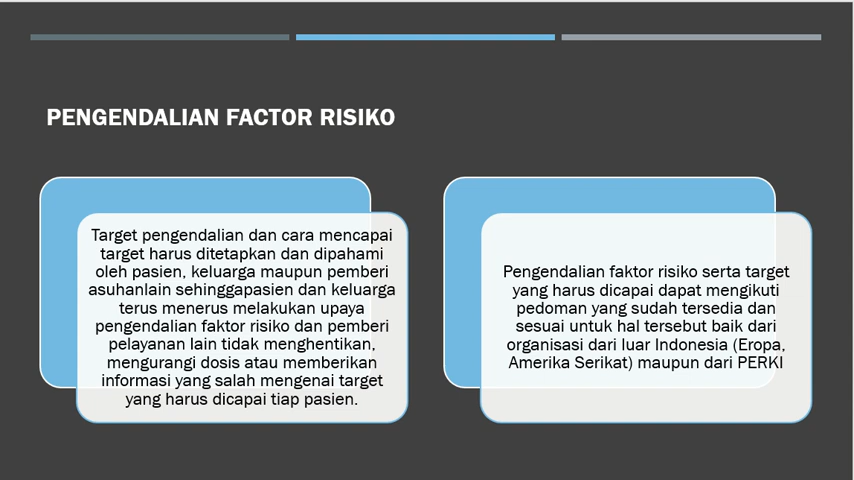 PENGENDALIAN FACTOR RISIKO
Target pengendalian dan cara mencapai
target harus ditetapkan dan dipahami
oleh pasien, keluarga maupun pemberi
asuhanlain sehinggapasien dan keluarga
terus menerus melakukan upaya
pengendalian faktor risiko dan pemberi
pelayanan lain tidak menghentikan,
mengurangi dosis atau memberikan
informasi yang salah mengenai target
yang harus dicapai tiap pasien.
Pengendalian faktor risiko serta target
yang harus dicapai dapat mengikuti
pedoman yang sudah tersedia dan
sesuai untuk hal tersebut baik dari
organisasi dari luar Indonesia (Eropa,
Amerika Serikat) maupun dari PERKI